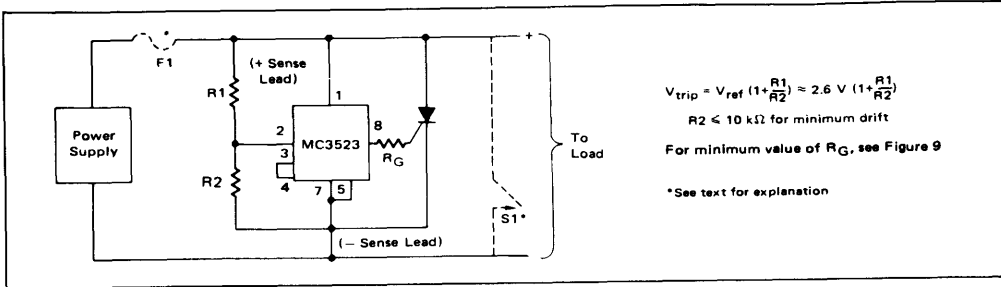 *
F1
(+ Sense
Lead)
R1
1
2
3
4
MC3523
8
RG
7
5
R2
Power
Supply
(− Sense Lead)
S1*
+
−
To
Load
Vtrip = Vref (1+R1/R2) ≈ 2.6 V (1+R1/R2)
R2 ≤ 10 kΩ for minimum drift
For minimum value of RG, see Figure 9
*See text for explanation